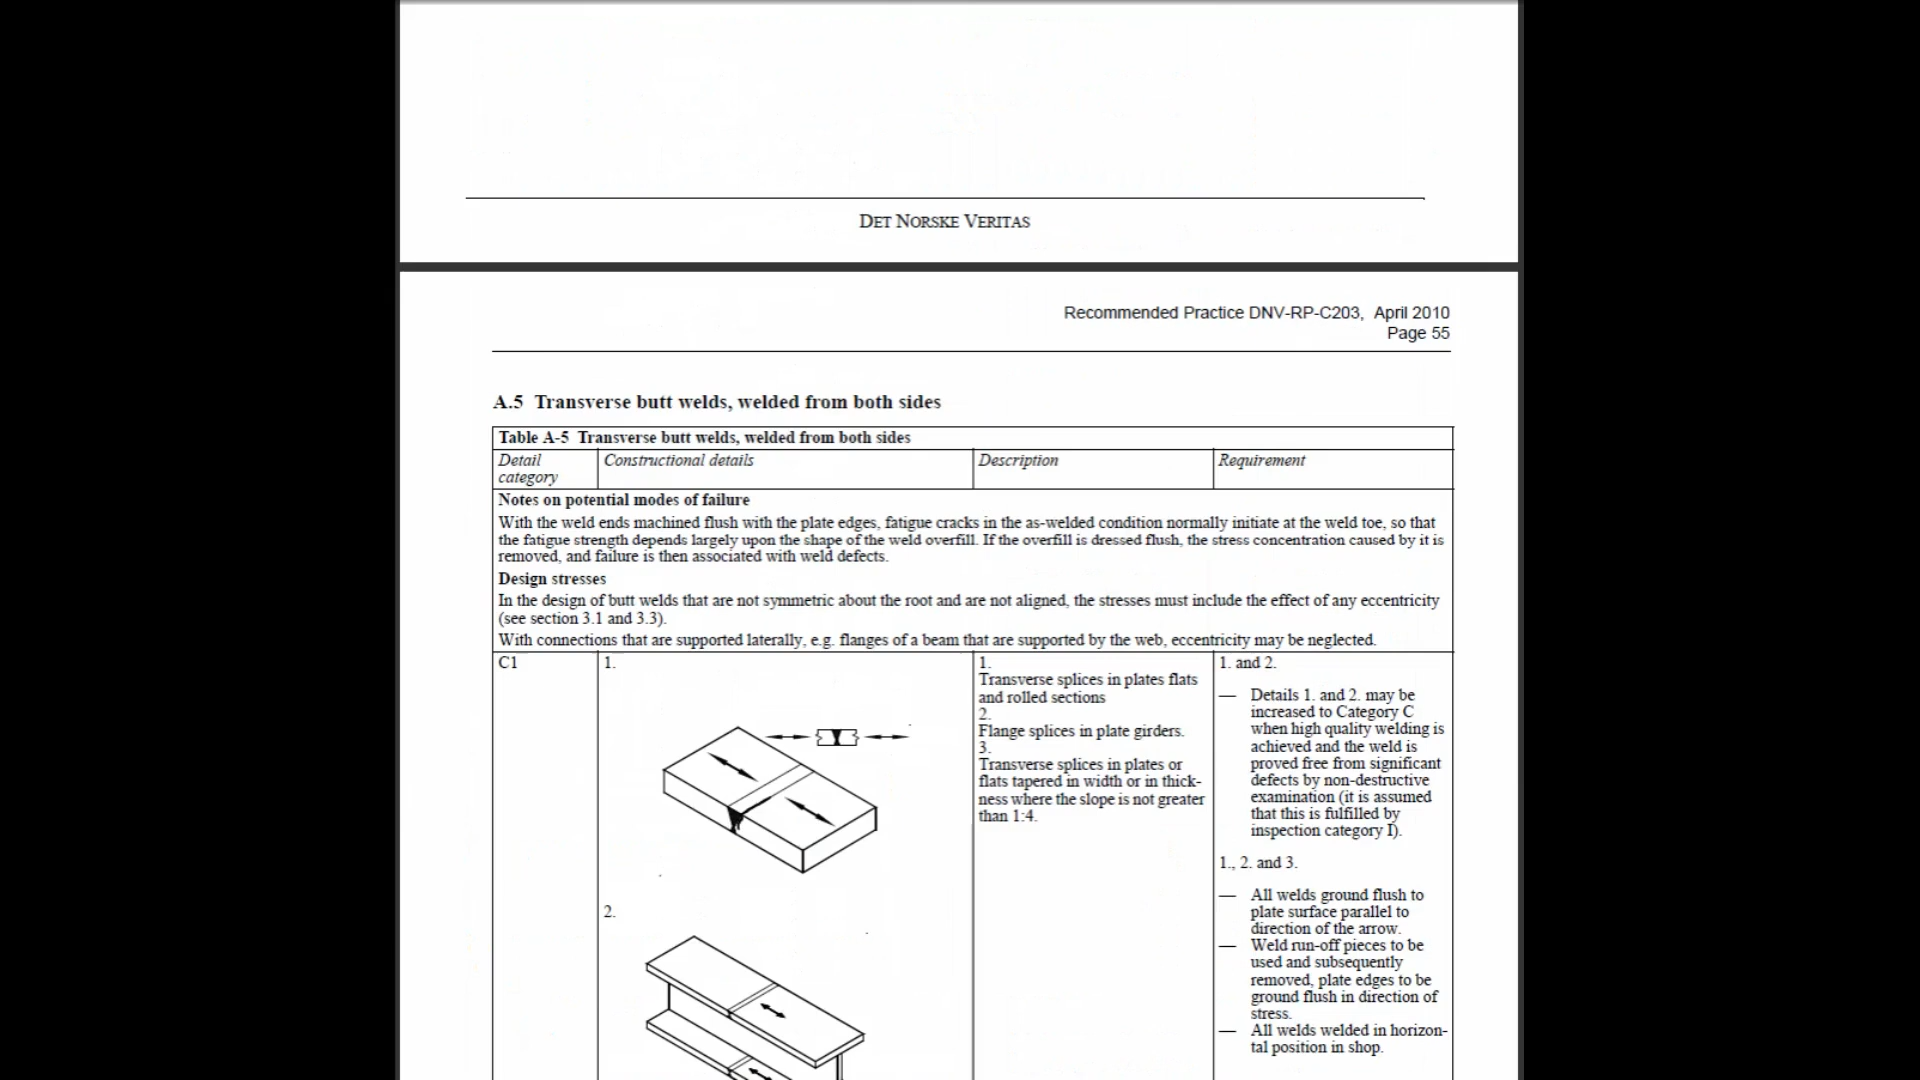 DET NORSKE VERITAS
Recommended Practice DNV-RP-C203, April 2010
Page 55
A.5 Transverse butt welds, welded from both sides
Table A-5 Transverse butt welds, welded from both sides
Detail category
Constructional details
Description
Requirement
Notes on potential modes of failure
With the weld ends machined flush with the plate edges, fatigue cracks in the as-welded condition normally initiate at the weld toe, so that
the fatigue strength depends largely upon the shape of the weld overfill. If the overfill is dressed flush, the stress concentration caused by it is
removed, and failure is then associated with weld defects.
Design stresses
In the design of butt welds that are not symmetric about the root and are not aligned, the stresses must include the effect of any eccentricity
(see section 3.1 and 3.3).
With connections that are supported laterally, e.g. flanges of a beam that are supported by the web, eccentricity may be neglected.
C1
1.
2.
1.
Transverse splices in plates flats
and rolled sections
2.
Flange splices in plate girders.
3.
Transverse splices in plates or
flats tapered in width or in thick-
ness where the slope is not greater
than 1:4.
1. and 2.
— Details 1. and 2. may be
increased to Category C
when high quality welding is
achieved and the weld is
proved free from significant
defects by non-destructive
examination (it is assumed
that this is fulfilled by
inspection category I).
1., 2. and 3.
— All welds ground flush to
plate surface parallel to
direction of the arrow.
— Weld run-off pieces to be
used and subsequently
removed, plate edges to be
ground flush in direction of
stress.
— All welds welded in horizon-
tal position in shop.